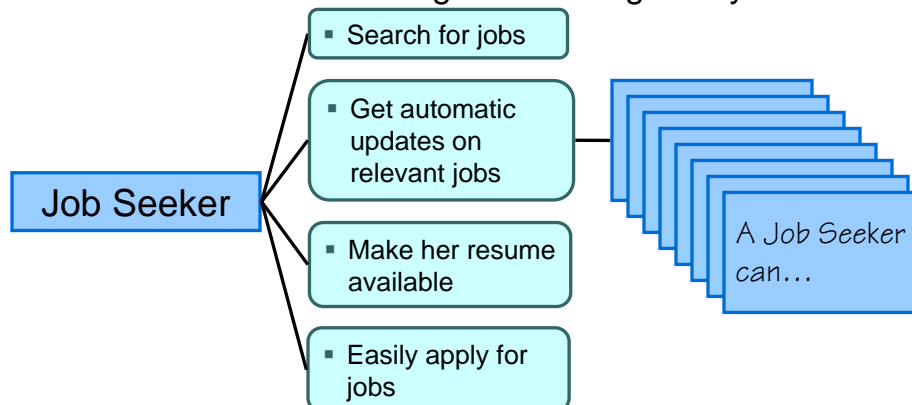 Job Seeker
▪ Search for jobs
▪ Get automatic
updates on
relevant jobs
▪ Make her resume
available
▪ Easily apply for
jobs
A Job Seeker
can...